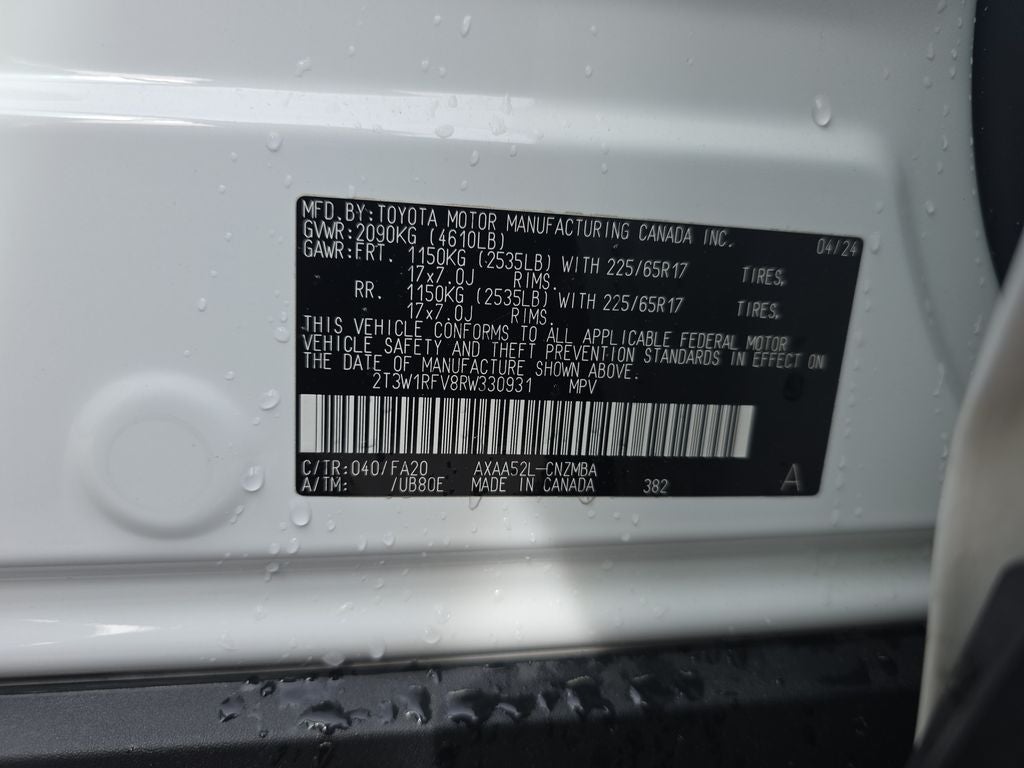 MFD.BY:TOYOTA MOTOR MANUFACTURING CANADA INC. 04/24
GVWR:2090KG (4610LB)
GAWR:FRT. 1150KG (2535LB) WITH 225/65R17 TIRES,
17x7.0J RIMS.
RR. 1150KG (2535LB) WITH 225/65R17 TIRES,
17x7.0J RIMS.
THIS VEHICLE CONFORMS TO ALL APPLICABLE FEDERAL MOTOR
VEHICLE SAFETY AND THEFT PREVENTION STANDARDS IN EFFECT ON
THE DATE OF MANUFACTURE SHOWN ABOVE.
2T3W1RFV8RW330931 MPV
C/TR:040/FA20 AXAA52L-CNZMBA
A/TM: /UB80E MADE IN CANADA 382 A